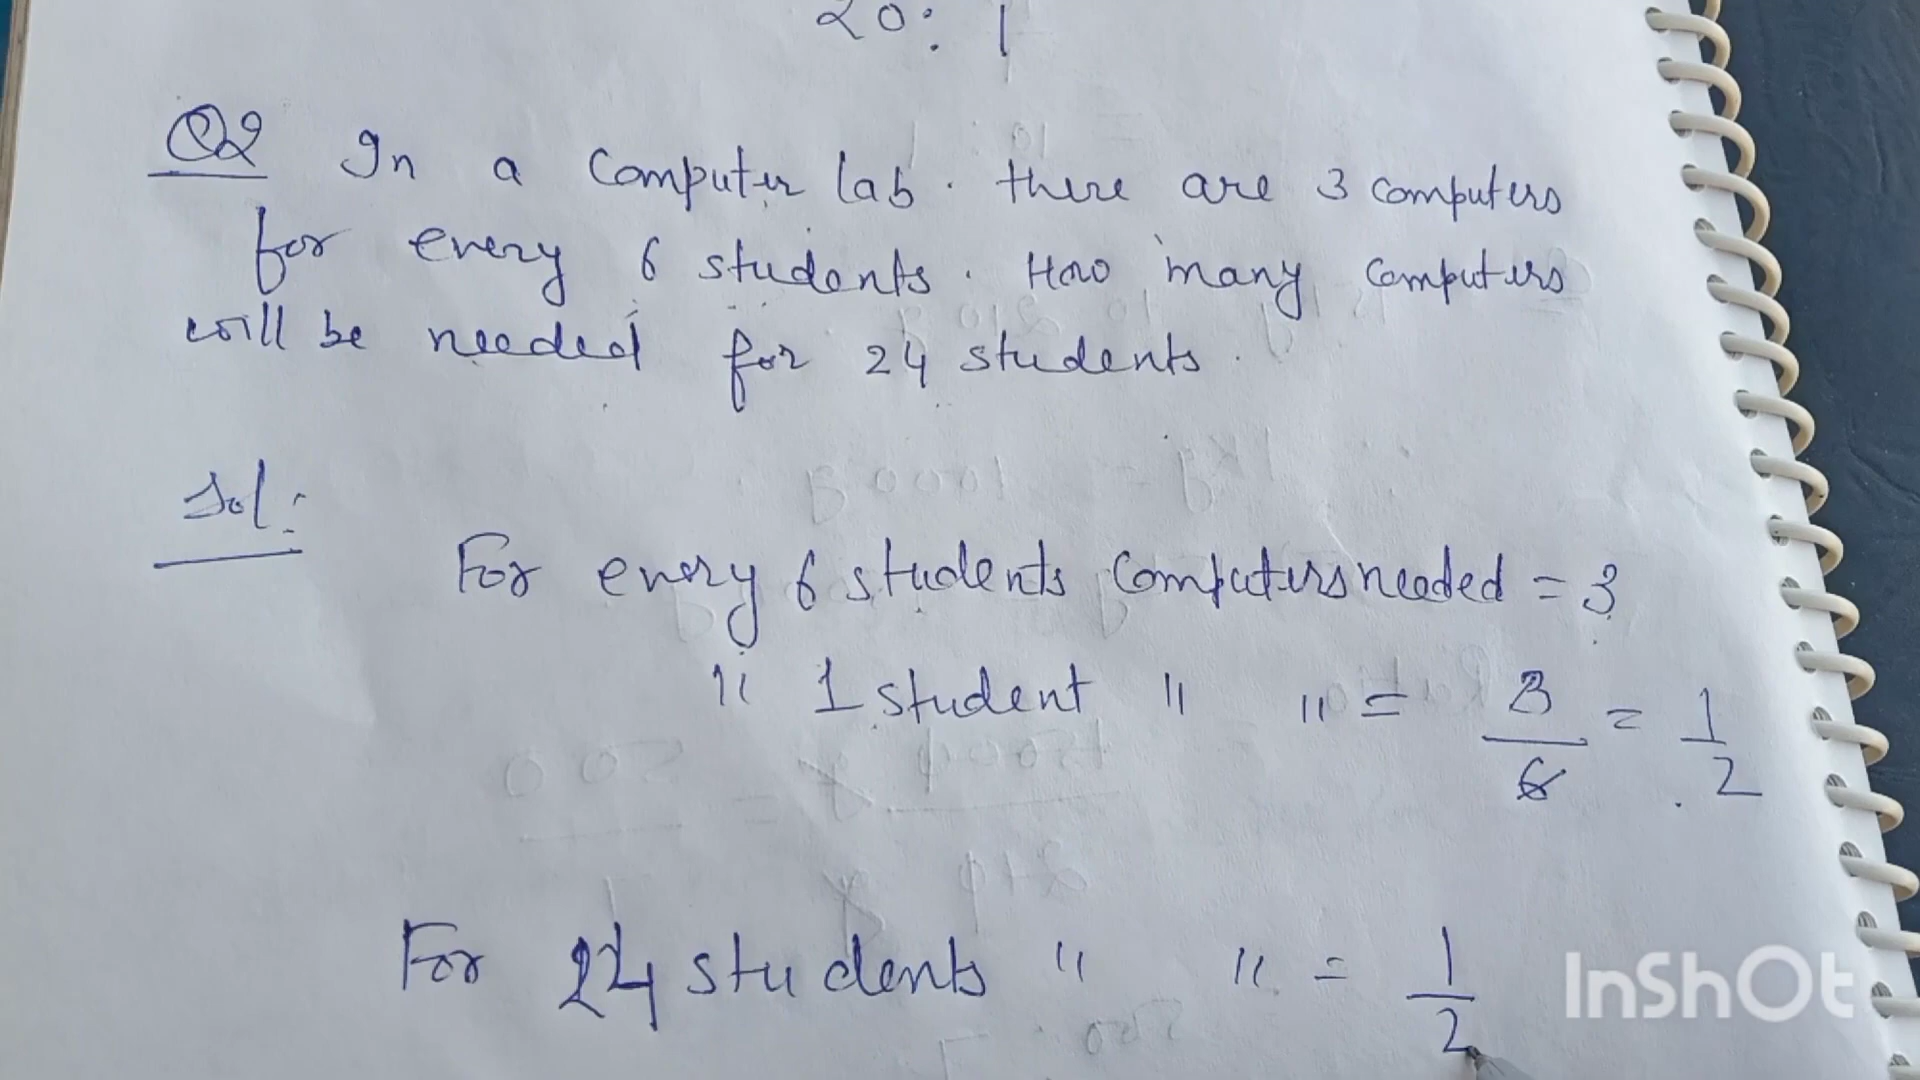 20 : 1
Q2 In a computer lab. there are 3 computers
for every 6 students. How many computers
will be needed for 24 students.
Sol:
For every 6 students computers needed = 3
" 1 student " " = 3/6 = 1/2
For 24 students " " = 1/2
InShOt